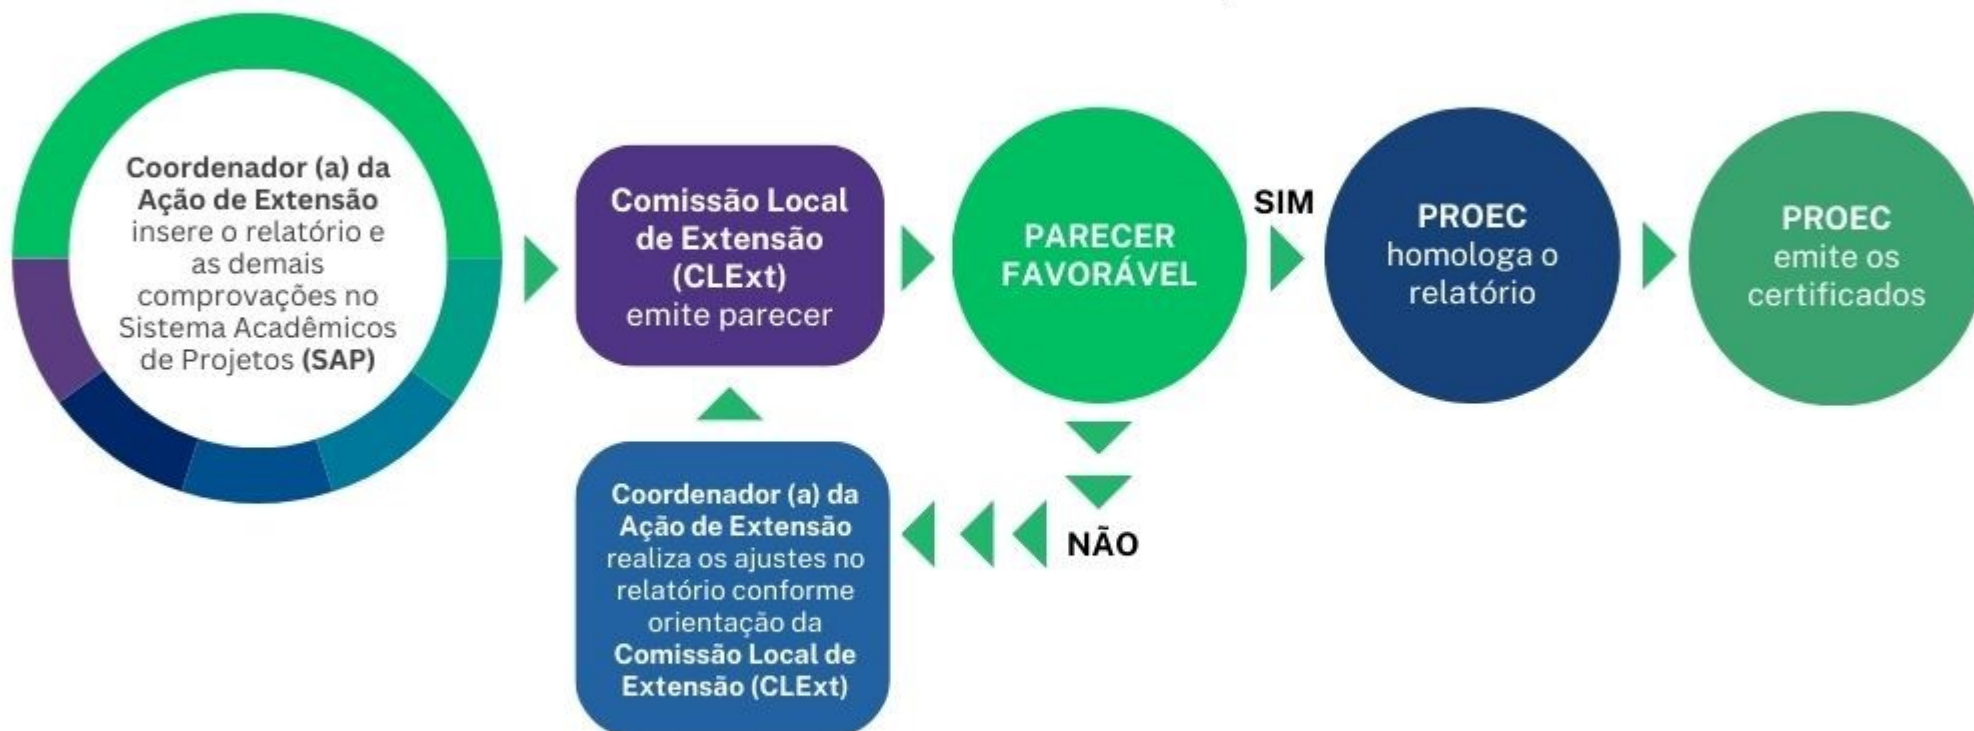 Coordenador (a) da
Ação de Extensão
insere o relatório e
as demais
comprovações no
Sistema Acadêmicos
de Projetos (SAP)
Comissão Local
de Extensão
(CLExt)
emite parecer
PARECER
FAVORÁVEL
SIM
PROEC
homologa o
relatório
PROEC
emite os
certificados
NÃO
Coordenador (a) da
Ação de Extensão
realiza os ajustes no
relatório conforme
orientação da
Comissão Local de
Extensão (CLExt)